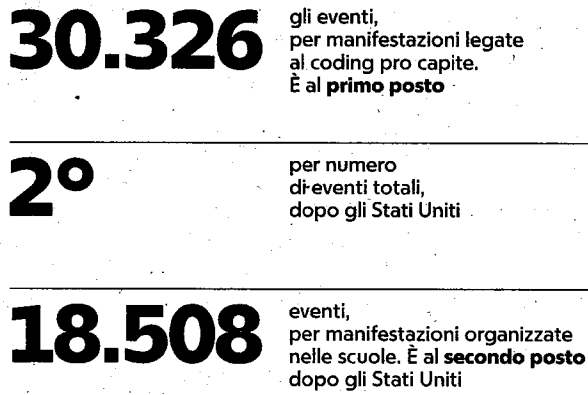 30.326
gli eventi,
per manifestazioni legate
al coding pro capite.
È al primo posto
2°
per numero
di eventi totali,
dopo gli Stati Uniti
18.508
eventi,
per manifestazioni organizzate
nelle scuole. È al secondo posto
dopo gli Stati Uniti